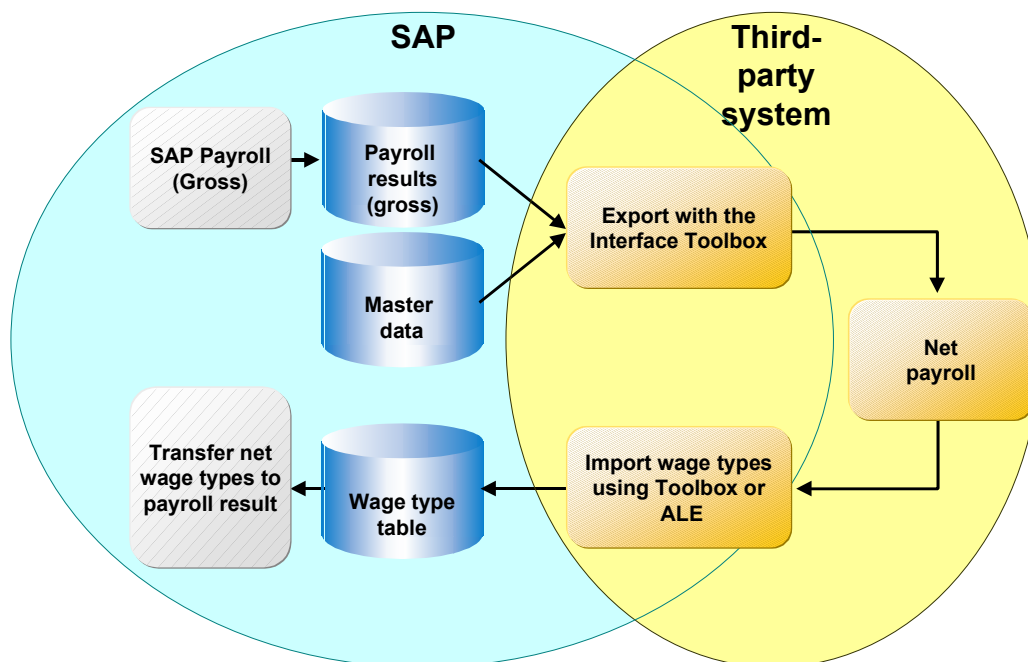 SAP
Third-
party
system
SAP Payroll
(Gross)
Payroll
results
(gross)
Export with the
Interface Toolbox
Master
data
Net
payroll
Transfer net
wage types to
payroll result
Wage type
table
Import wage types
using Toolbox or
ALE